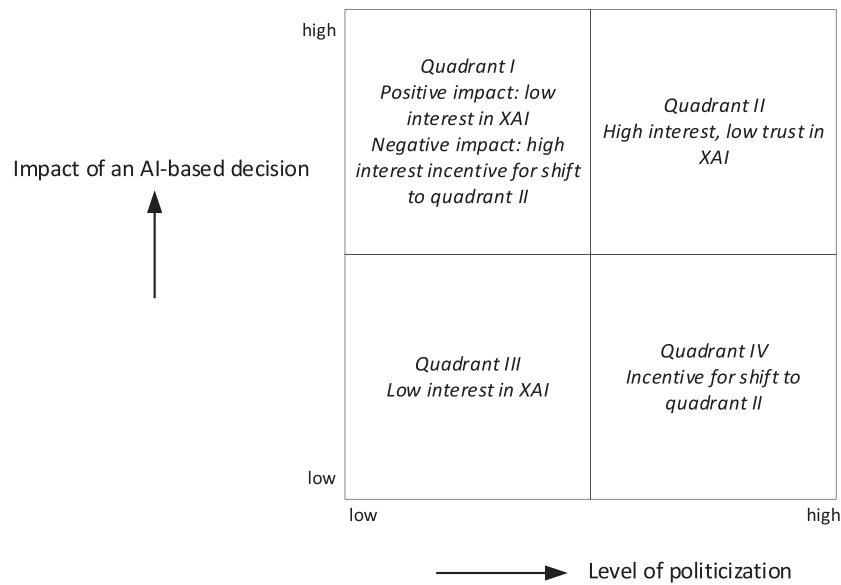 high
Quadrant I
Positive impact: low
interest in XAI
Negative impact: high
interest incentive for shift
to quadrant II
Quadrant II
High interest, low trust in
XAI
Impact of an AI-based decision
Quadrant III
Low interest in XAI
Quadrant IV
Incentive for shift to
quadrant II
low
low
high
Level of politicization